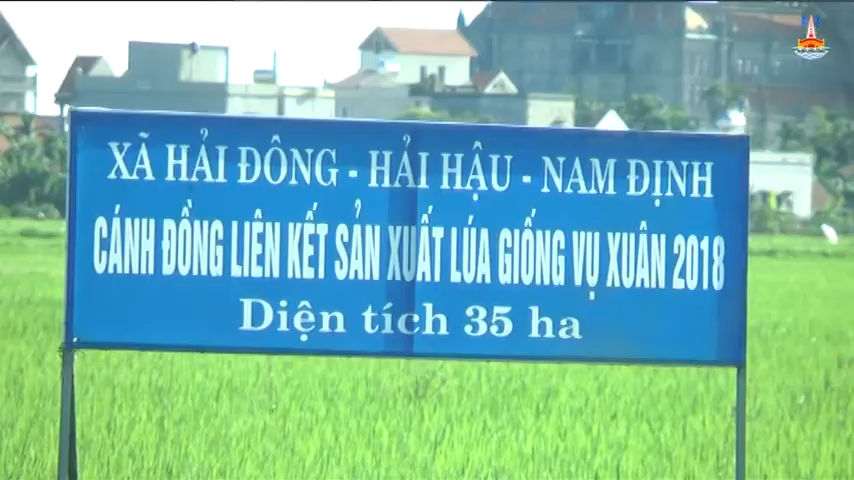 XÃ HẢI ĐÔNG - HẢI HẬU - NAM ĐỊNH
CÁNH ĐỒNG LIÊN KẾT SẢN XUẤT LÚA GIỐNG VỤ XUÂN 2018
Diện tích 35 ha